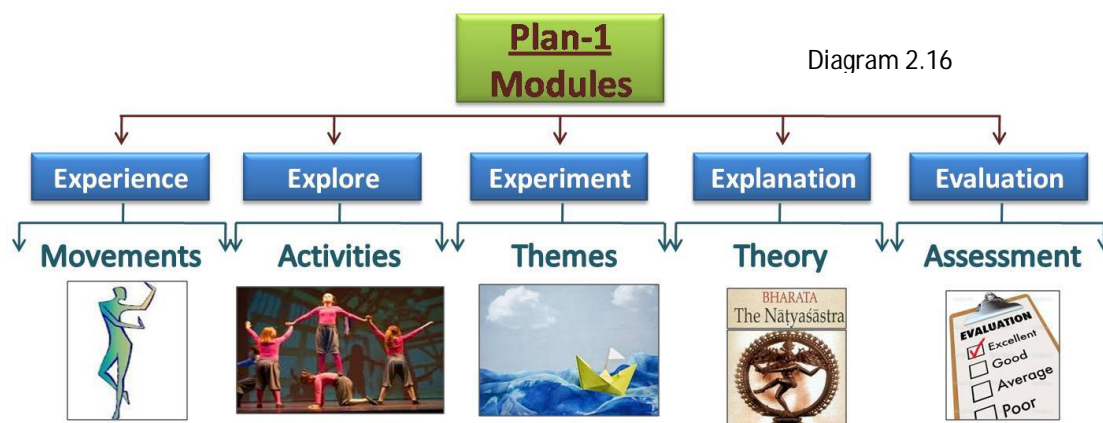 Plan-1
Modules
Diagram 2.16
Experience
Explore
Experiment
Explanation
Evaluation
Movements
Activities
Themes
Theory
Assessment
BHARATA
The Nāṭyaśāstra
EVALUATION
Excellent
Good
Average
Poor